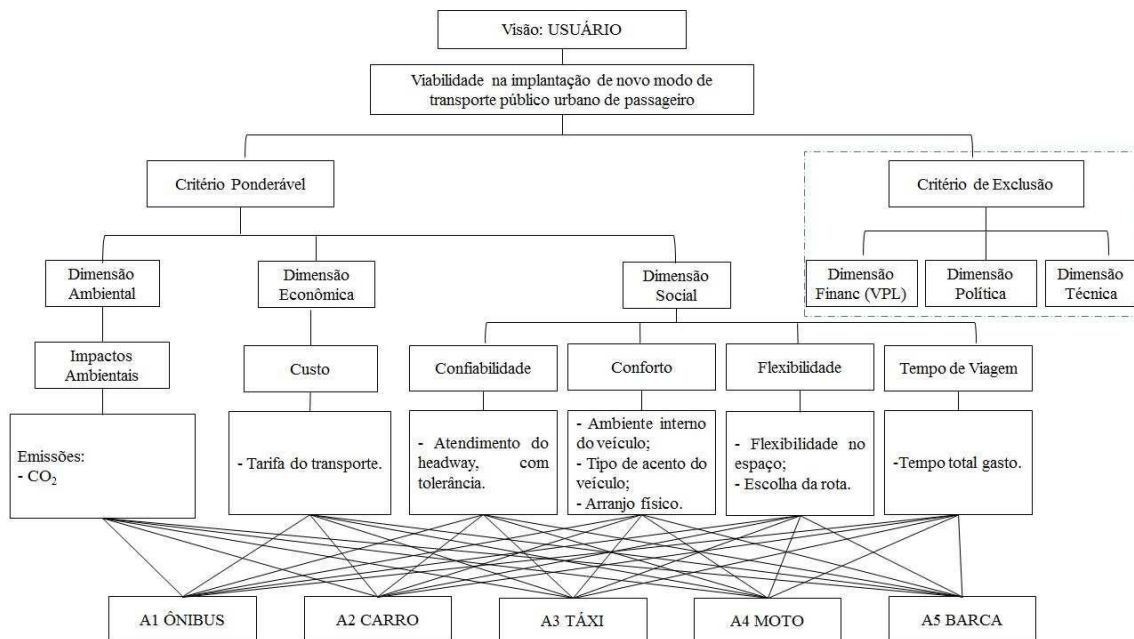 Visão: USUÁRIO
Viabilidade na implantação de novo modo de
transporte público urbano de passageiro
Critério Ponderável
Critério de Exclusão
Dimensão
Ambiental
Dimensão
Econômica
Dimensão
Social
Dimensão
Financ (VPL)
Dimensão
Política
Dimensão
Técnica
Impactos
Ambientais
Custo
Confiabilidade
Conforto
Flexibilidade
Tempo de Viagem
Emissões:
- CO₂
- Tarifa do transporte.
- Atendimento do
headway, com
tolerância.
- Ambiente interno
do veículo;
- Tipo de acento do
veículo;
- Arranjo físico.
- Flexibilidade no
espaço;
- Escolha da rota.
-Tempo total gasto.
A1 ÔNIBUS
A2 CARRO
A3 TÁXI
A4 MOTO
A5 BARCA